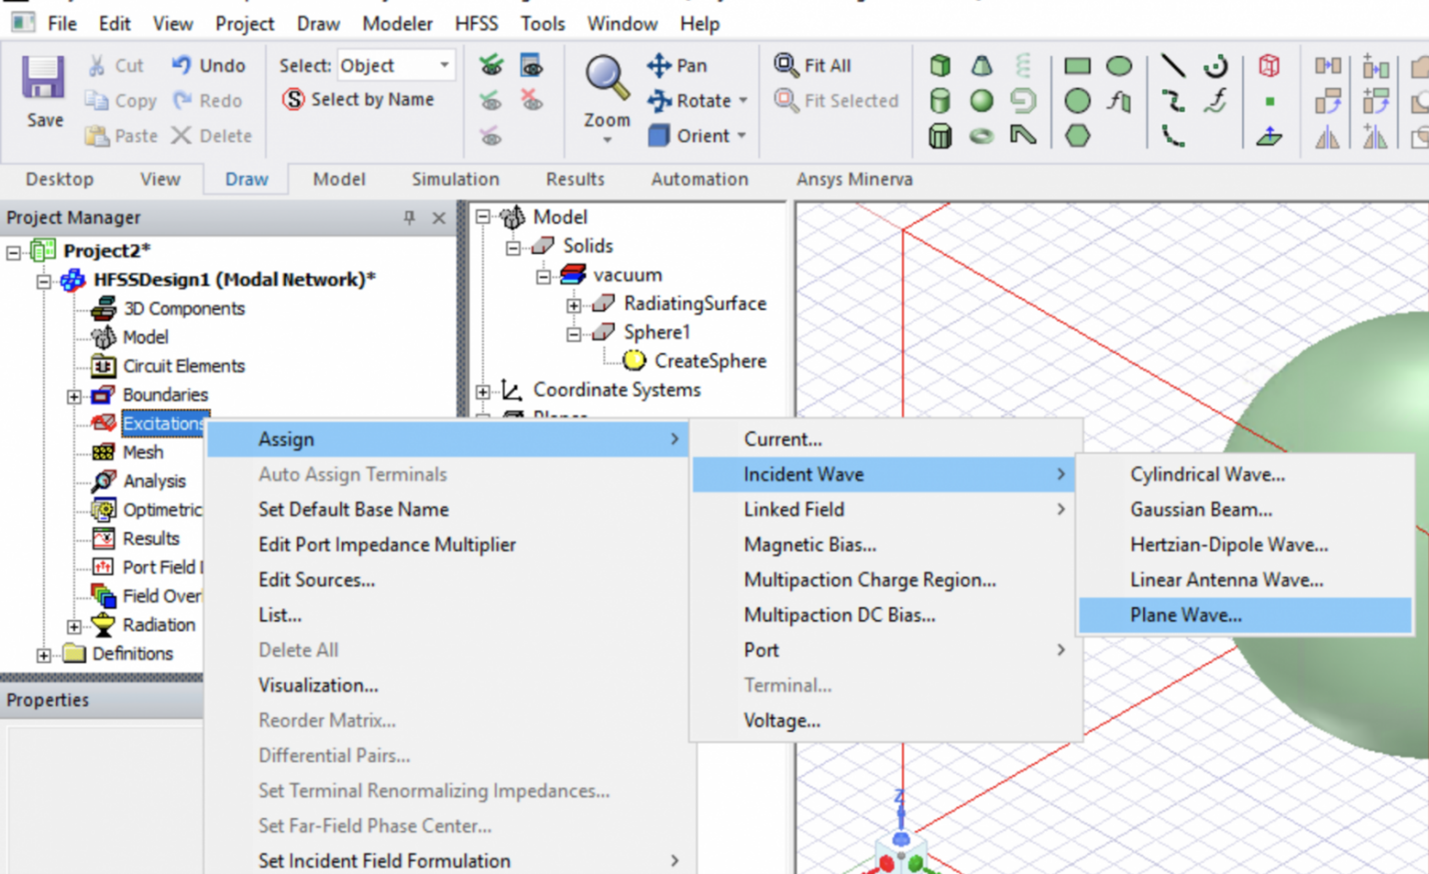 File Edit View Project Draw Modeler HFSS Tools Window Help
Save
Cut
Copy
Paste
Undo
Redo
Delete
Select: Object
Select by Name
Zoom
Pan
Rotate
Orient
Fit All
Fit Selected
Desktop View Draw Model Simulation Results Automation Ansys Minerva
Project Manager
Project2*
HFSSDesign1 (Modal Network)*
3D Components
Model
Circuit Elements
Boundaries
Excitations
Mesh
Analysis
Optimetric
Results
Port Field
Field Over
Radiation
Definitions
Properties
Model
Solids
vacuum
RadiatingSurface
Sphere1
CreateSphere
Coordinate Systems
Assign
Auto Assign Terminals
Set Default Base Name
Edit Port Impedance Multiplier
Edit Sources...
List...
Delete All
Visualization...
Reorder Matrix...
Differential Pairs...
Set Terminal Renormalizing Impedances...
Set Far-Field Phase Center...
Set Incident Field Formulation
Current...
Incident Wave
Linked Field
Magnetic Bias...
Multipaction Charge Region...
Multipaction DC Bias...
Port
Terminal...
Voltage...
Cylindrical Wave...
Gaussian Beam...
Hertzian-Dipole Wave...
Linear Antenna Wave...
Plane Wave...
Z